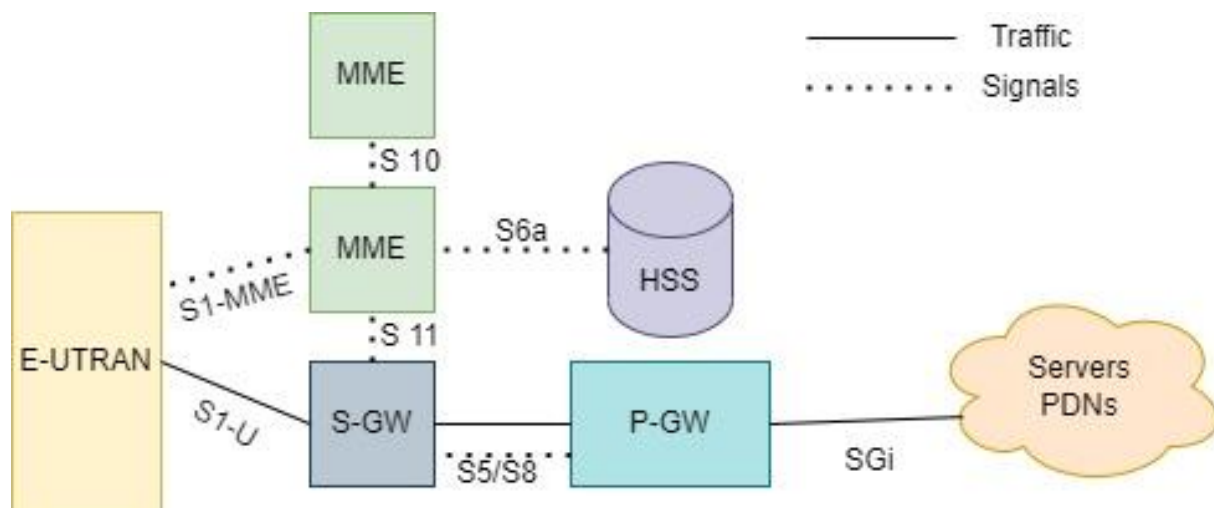 MME
Traffic
Signals
S 10
MME
S6a
HSS
S1-MME
S 11
E-UTRAN
S1-U
S-GW
S5/S8
P-GW
SGi
Servers
PDNs